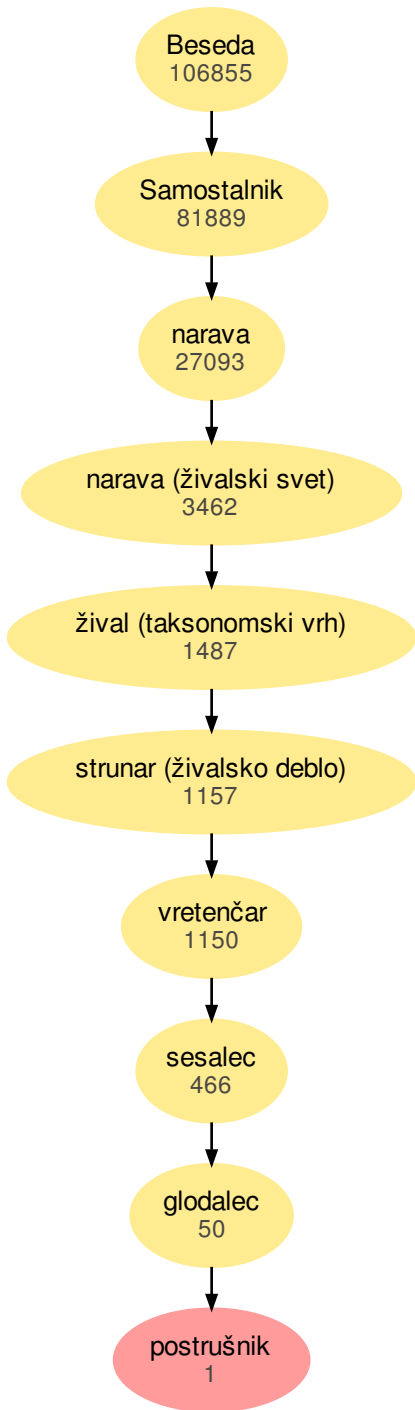 Beseda
106855
Samostalnik
81889
narava
27093
narava (živalski svet)
3462
žival (taksonomski vrh)
1487
strunar (živalsko deblo)
1157
vretenčar
1150
sesalec
466
glodalec
50
postrušnik
1